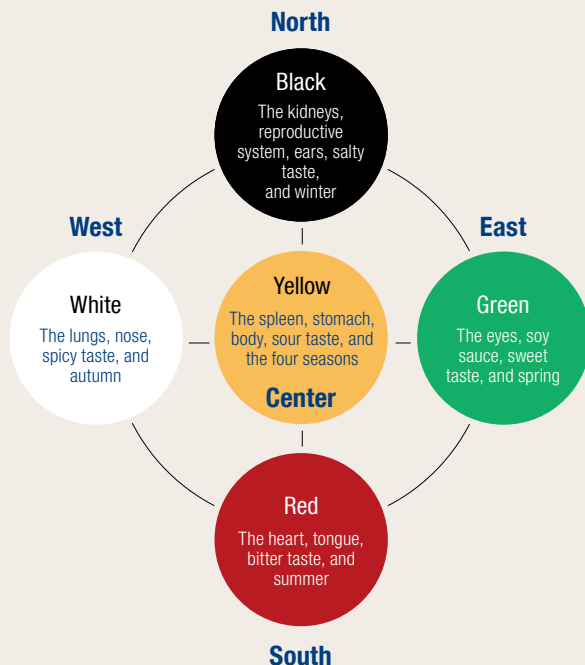 North
Black
The kidneys,
reproductive
system, ears, salty
taste,
and winter
West
White
The lungs, nose,
spicy taste, and
autumn
Yellow
The spleen, stomach,
body, sour taste, and
the four seasons
Center
East
Green
The eyes, soy
sauce, sweet
taste, and spring
Red
The heart, tongue,
bitter taste, and
summer
South